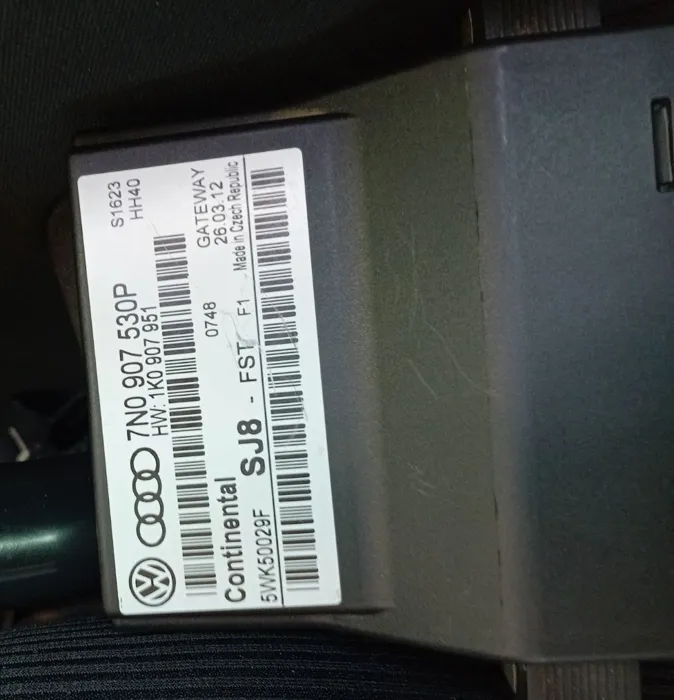 7N0 907 530P S1623
HW: 1K0 907 951 HH40
0748 GATEWAY
26.03.12
Continental
SJ8 - FST F1 Made in Czech Republic
5WK50029F